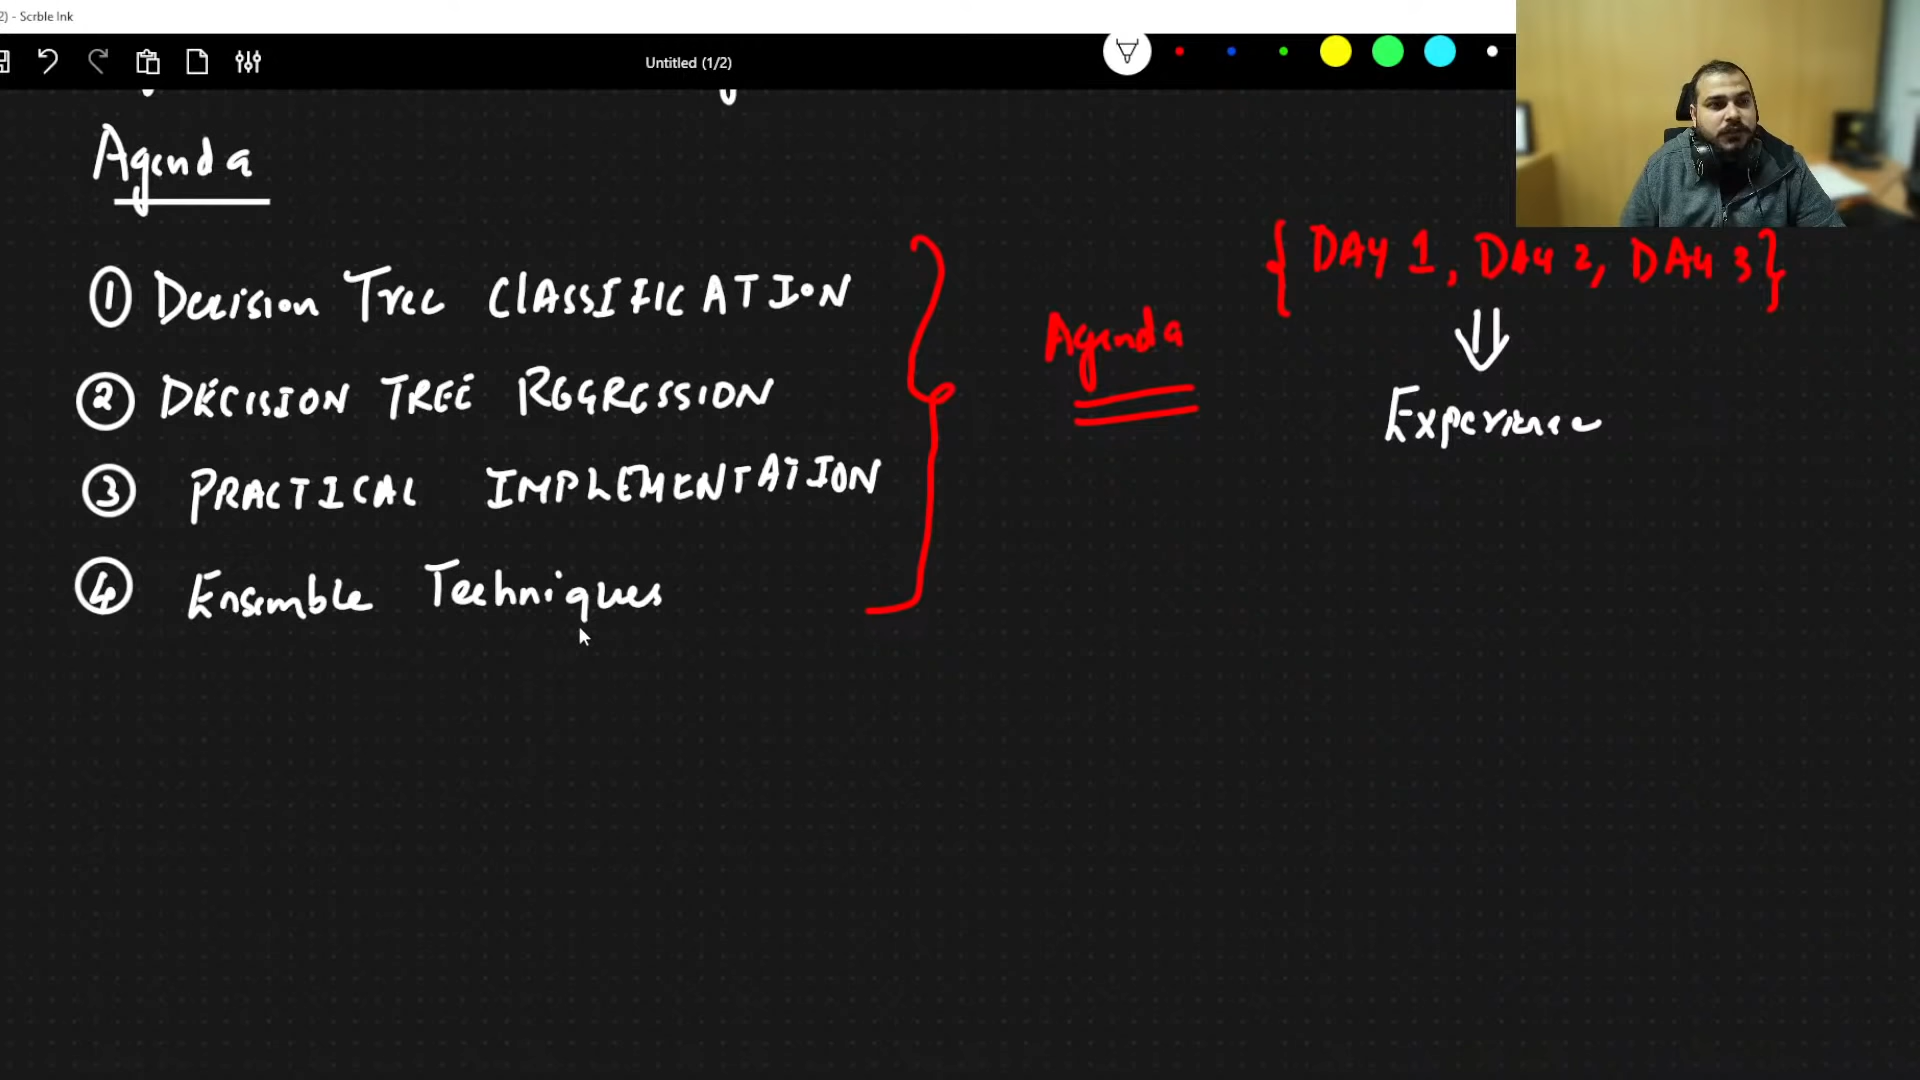 2) - Scrble Ink
Untitled (1/2)
Agenda
① Decision Tree CLASSIFICATION
② DECISION TREE REGRESSION
③ PRACTICAL IMPLEMENTATION
④ Ensemble Techniques
Agenda
{ DAY 1, DAY 2, DAY 3}
⇓
Experience